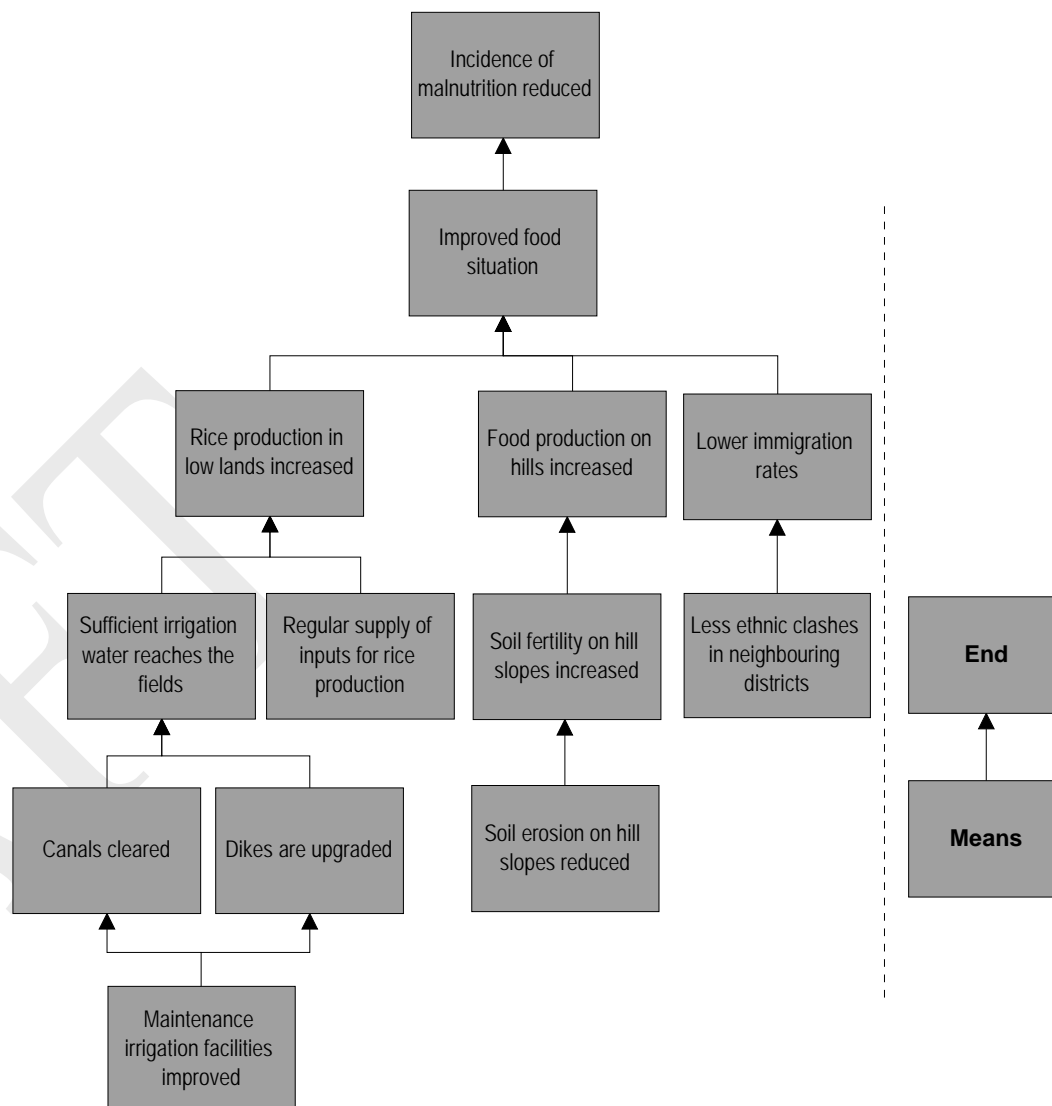 Incidence of
malnutrition reduced
Improved food
situation
Rice production in
low lands increased
Food production on
hills increased
Lower immigration
rates
Sufficient irrigation
water reaches the
fields
Regular supply of
inputs for rice
production
Soil fertility on hill
slopes increased
Less ethnic clashes
in neighbouring
districts
End
Canals cleared
Dikes are upgraded
Soil erosion on hill
slopes reduced
Means
Maintenance
irrigation facilities
improved